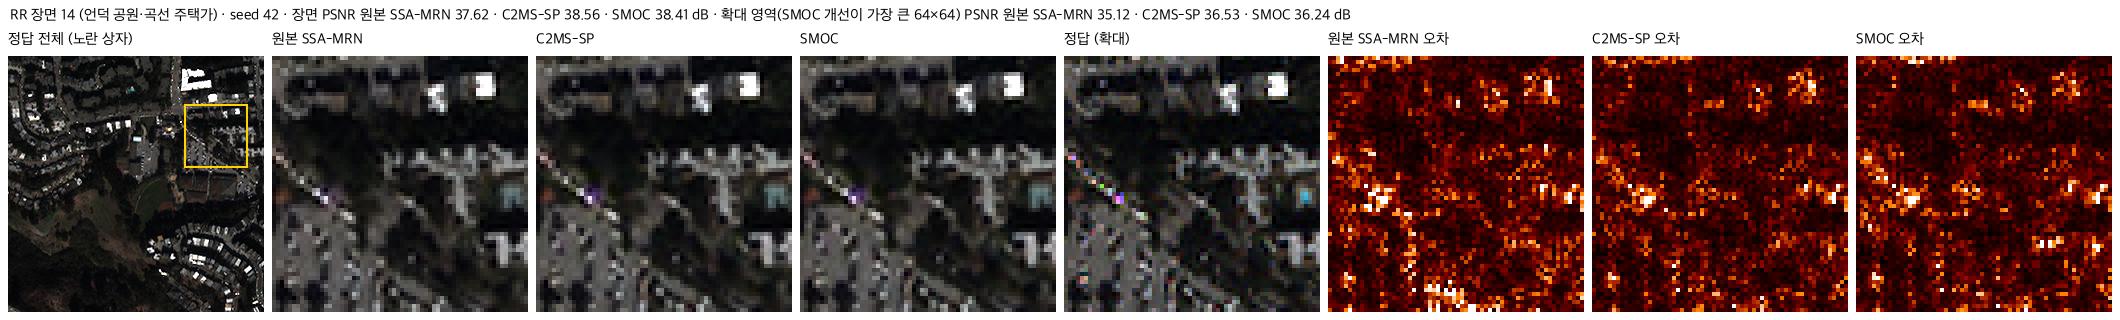 RR 장면 14 (언덕 공원·곡선 주택가) · seed 42 · 장면 PSNR 원본 SSA-MRN 37.62 · C2MS-SP 38.56 · SMOC 38.41 dB · 확대 영역(SMOC 개선이 가장 큰 64×64) PSNR 원본 SSA-MRN 35.12 · C2MS-SP 36.53 · SMOC 36.24 dB
정답 전체 (노란 상자) 원본 SSA-MRN C2MS-SP SMOC 정답 (확대) 원본 SSA-MRN 오차 C2MS-SP 오차 SMOC 오차